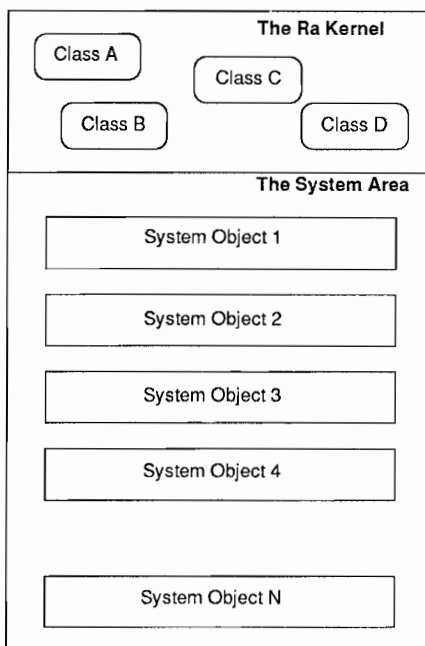 The Ra Kernel
Class A
Class C
Class B
Class D
The System Area
System Object 1
System Object 2
System Object 3
System Object 4
System Object N